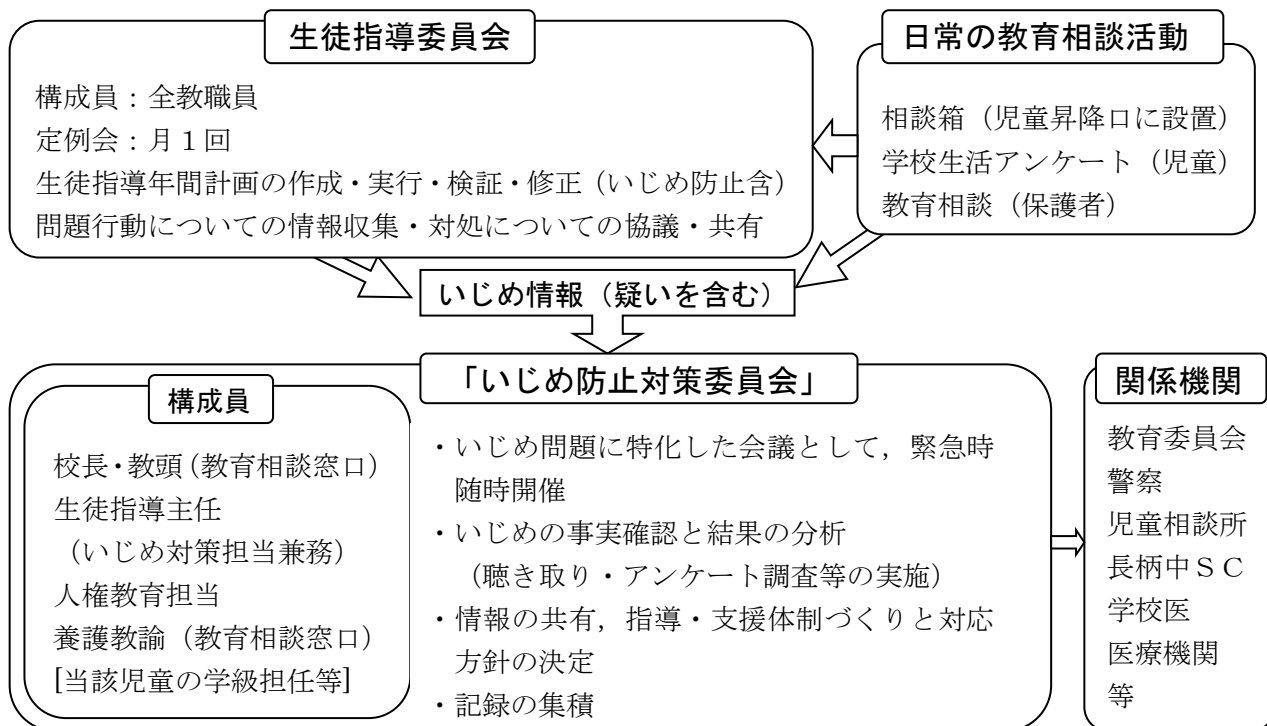 生徒指導委員会
構成員：全教職員
定例会：月１回
生徒指導年間計画の作成・実行・検証・修正（いじめ防止含）
問題行動についての情報収集・対処についての協議・共有
日常の教育相談活動
相談箱（児童昇降口に設置）
学校生活アンケート（児童）
教育相談（保護者）
いじめ情報（疑いを含む）
「いじめ防止対策委員会」
構成員
校長・教頭（教育相談窓口）
生徒指導主任
（いじめ対策担当兼務）
人権教育担当
養護教諭（教育相談窓口）
[当該児童の学級担任等]
・いじめ問題に特化した会議として，緊急時
随時開催
・いじめの事実確認と結果の分析
（聴き取り・アンケート調査等の実施）
・情報の共有，指導・支援体制づくりと対応
方針の決定
・記録の集積
関係機関
教育委員会
警察
児童相談所
長柄中ＳＣ
学校医
医療機関
等